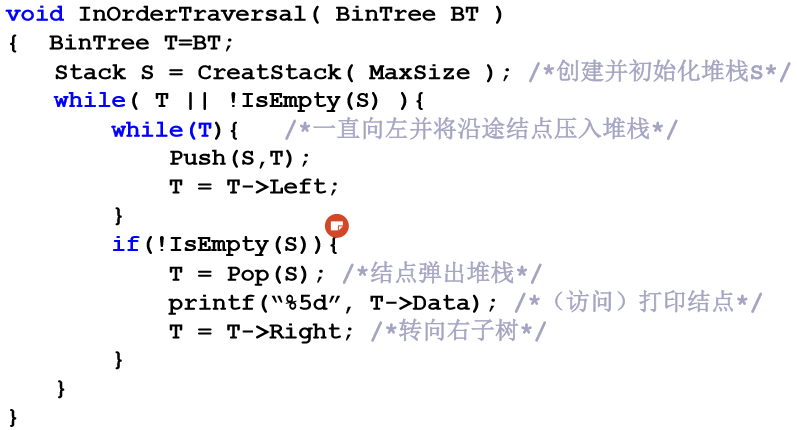 void InOrderTraversal( BinTree BT )
{  BinTree T=BT;
   Stack S = CreatStack( MaxSize ); /*创建并初始化堆栈S*/
   while( T || !IsEmpty(S) ){
       while(T){   /*一直向左并将沿途结点压入堆栈*/
           Push(S,T);
           T = T->Left;
       }
       if(!IsEmpty(S)){
           T = Pop(S); /*结点弹出堆栈*/
           printf(“%5d”, T->Data); /*（访问）打印结点*/
           T = T->Right; /*转向右子树*/
       }
   }
}